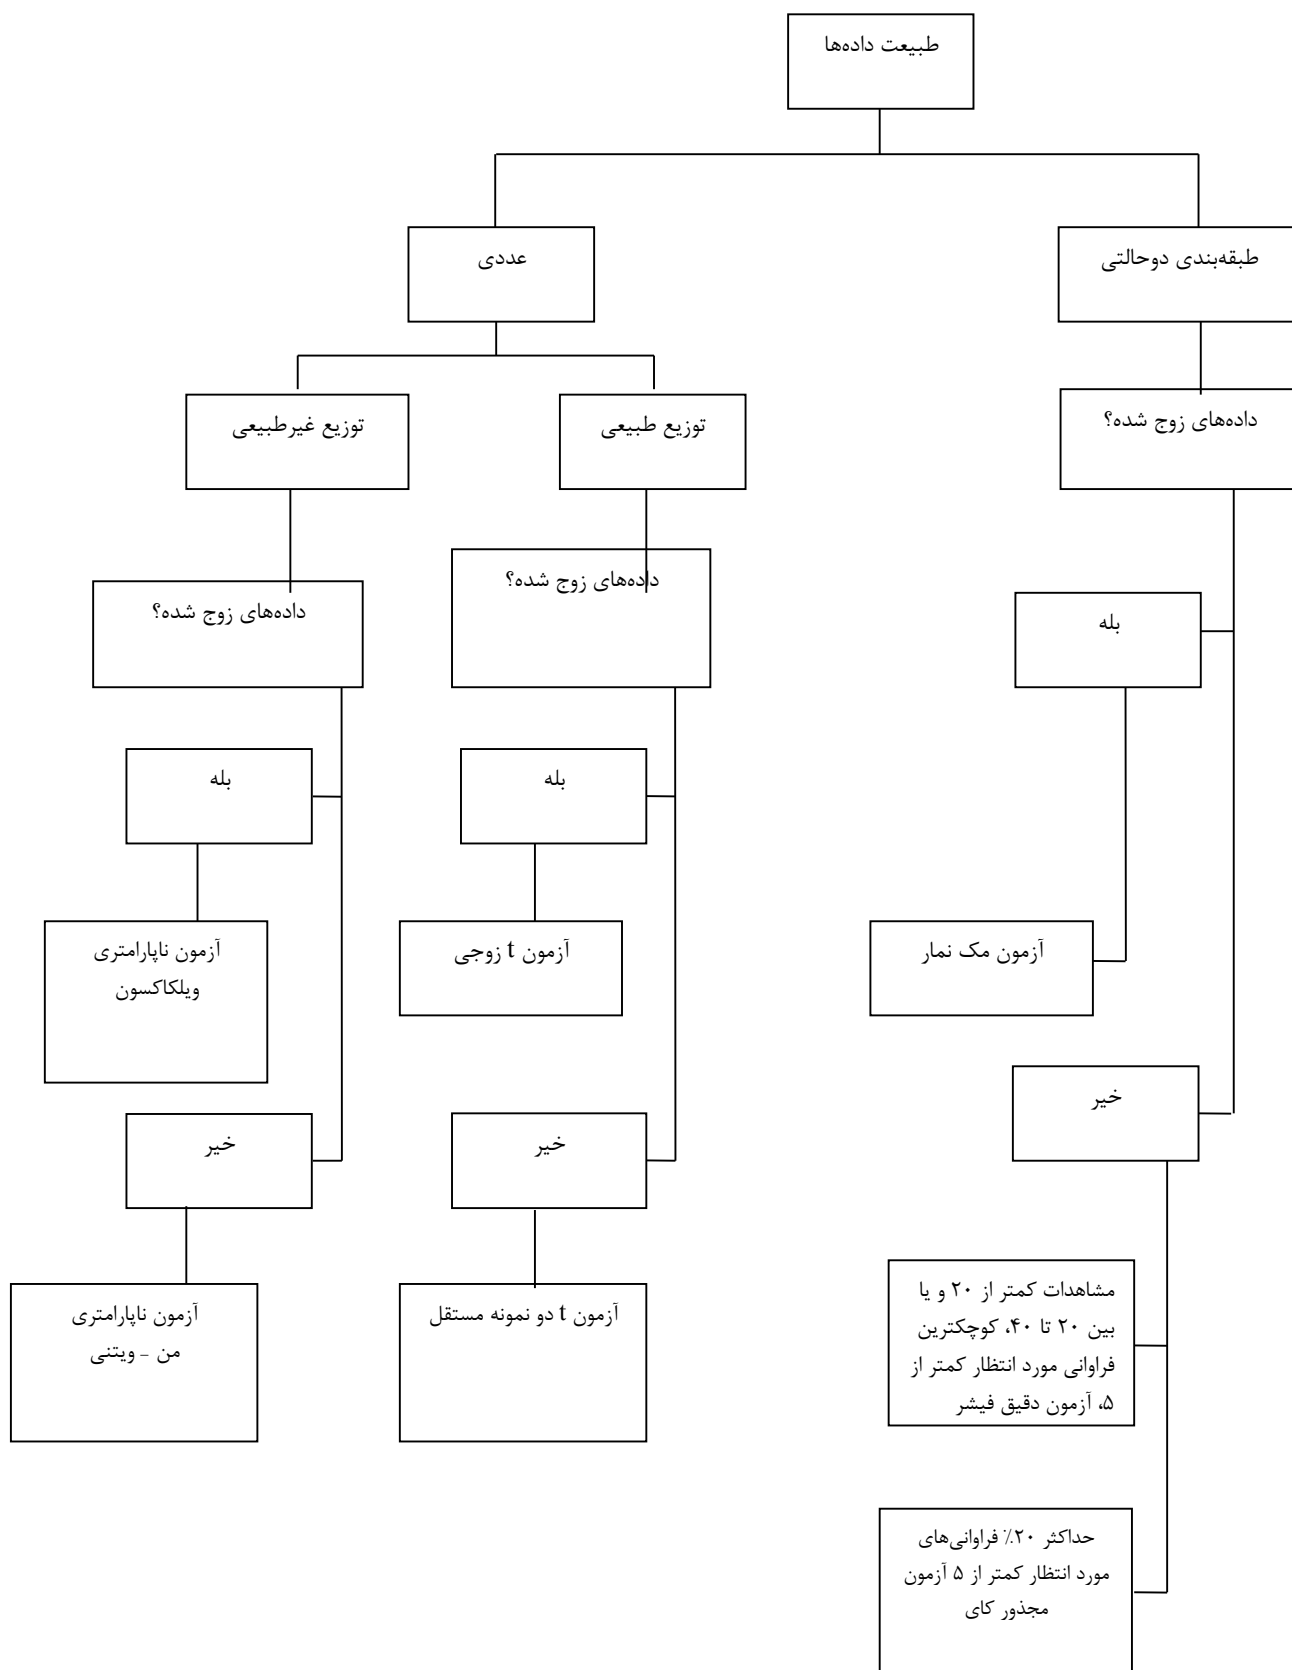 طبیعت داده‌ها
طبقه‌بندی دوحالتی
عددی
داده‌های زوج شده؟
توزیع طبیعی
توزیع غیرطبیعی
داده‌های زوج شده؟
داده‌های زوج شده؟
بله
بله
بله
آزمون مک نمار
آزمون t زوجی
آزمون ناپارامتری
ویلکاکسون
خیر
خیر
خیر
مشاهدات کمتر از ۲۰ و یا
بین ۲۰ تا ۴۰، کوچکترین
فراوانی مورد انتظار کمتر از
۵، آزمون دقیق فیشر
آزمون t دو نمونه مستقل
آزمون ناپارامتری
من - ویتنی
حداکثر ۲۰٪ فراوانی‌های
مورد انتظار کمتر از ۵ آزمون
مجذور کای